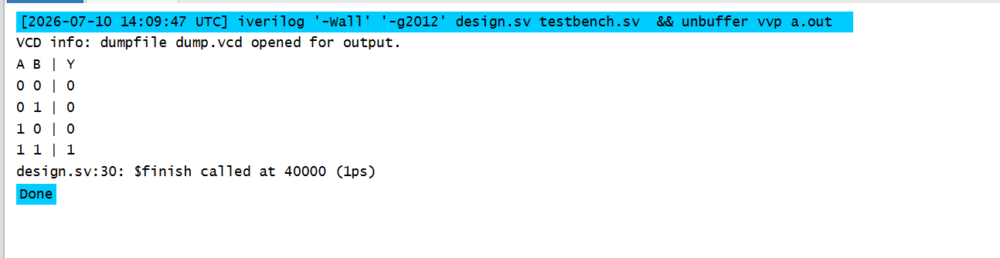 [2026-07-10 14:09:47 UTC] iverilog '-Wall' '-g2012' design.sv testbench.sv  && unbuffer vvp a.out
VCD info: dumpfile dump.vcd opened for output.
A B | Y
0 0 | 0
0 1 | 0
1 0 | 0
1 1 | 1
design.sv:30: $finish called at 40000 (1ps)
Done